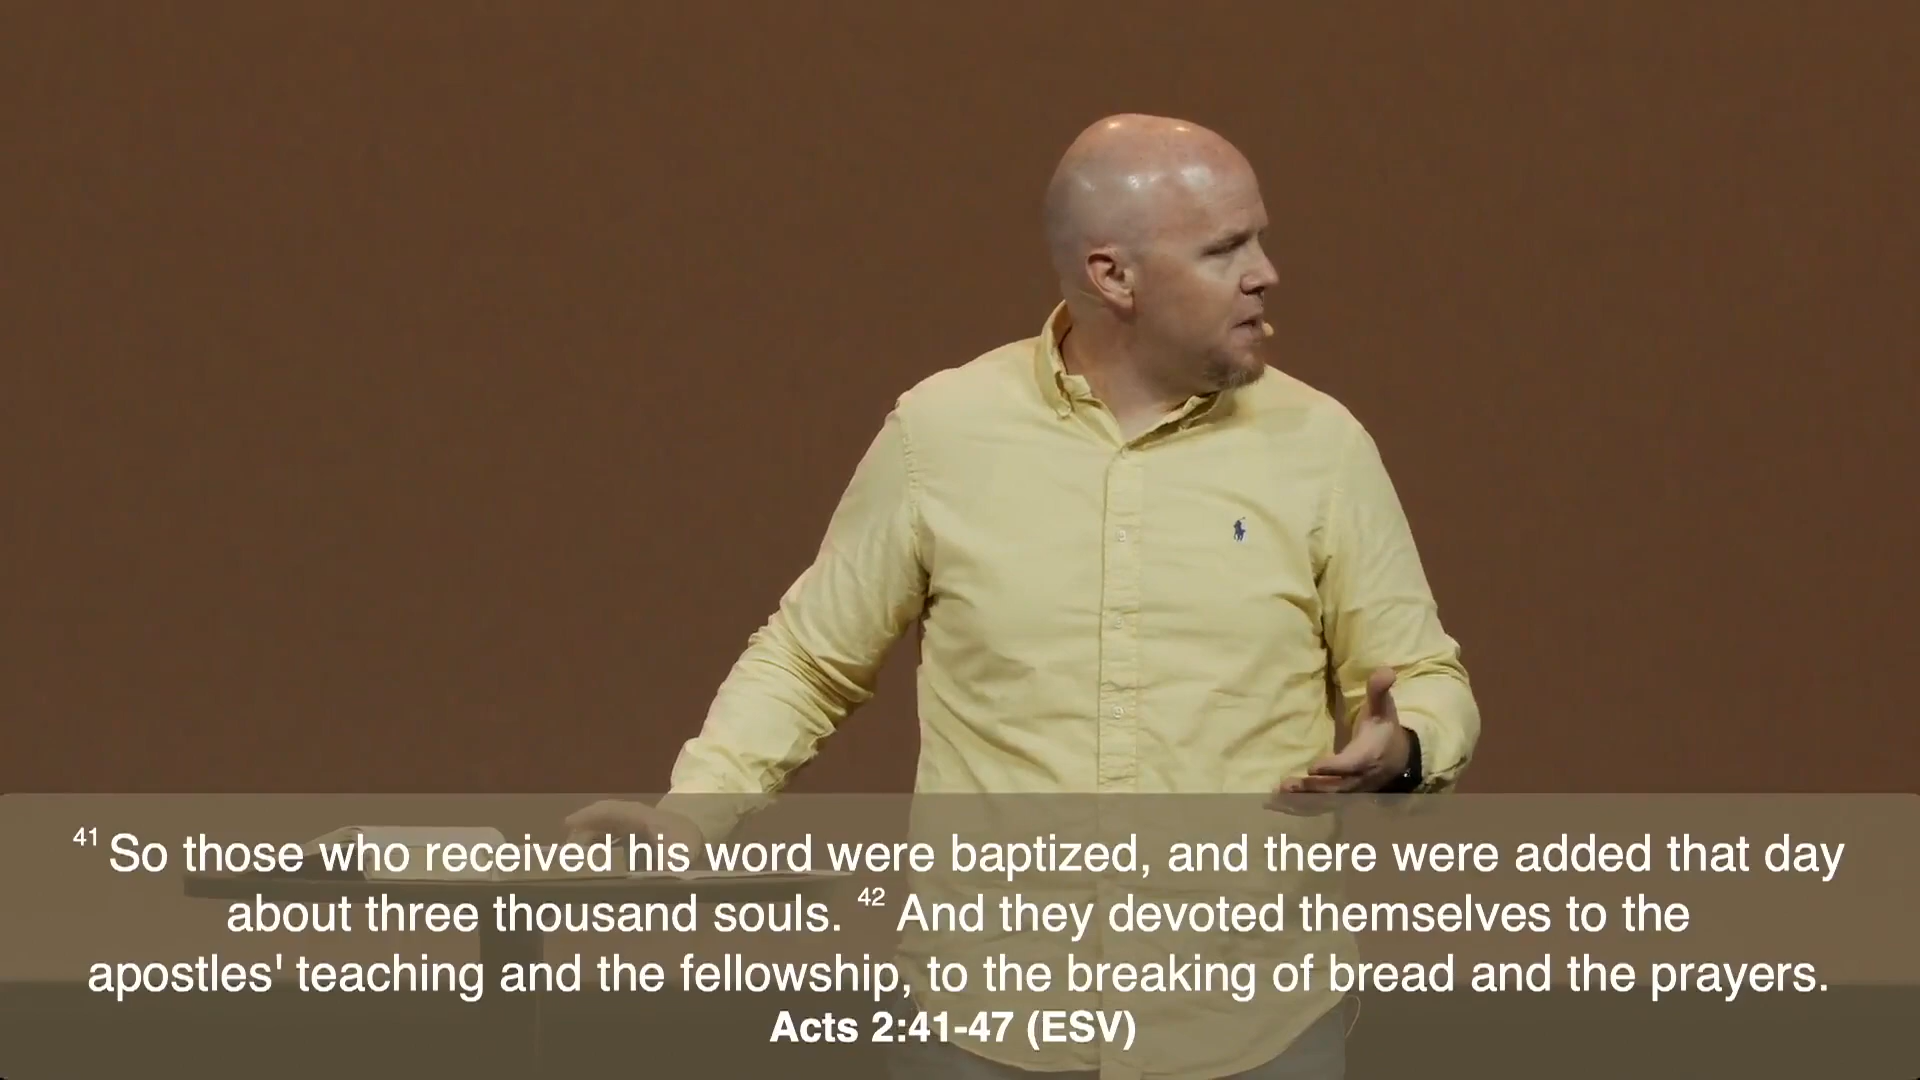 41 So those who received his word were baptized, and there were added that day
about three thousand souls. 42 And they devoted themselves to the
apostles' teaching and the fellowship, to the breaking of bread and the prayers.
Acts 2:41-47 (ESV)